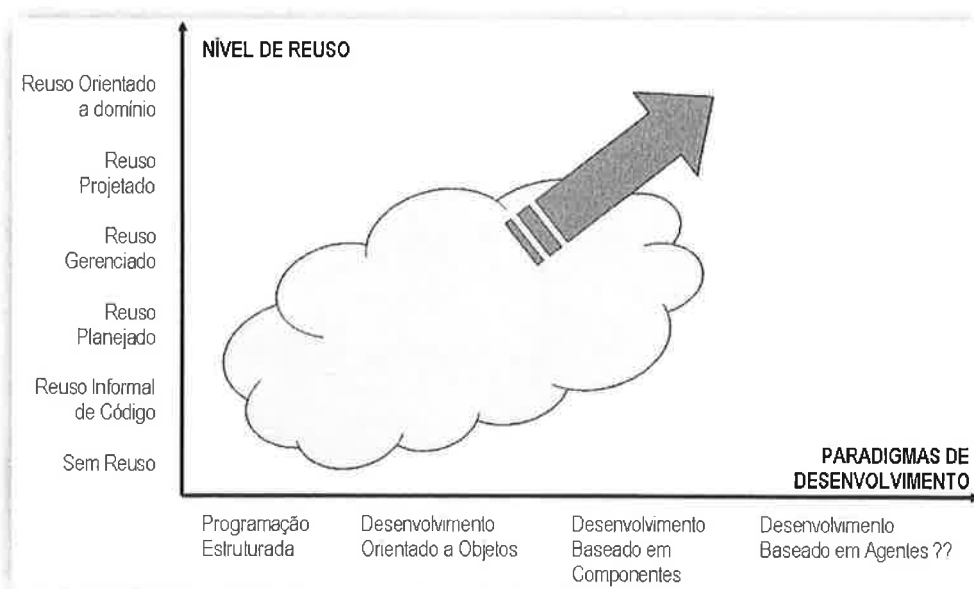 NÍVEL DE REUSO
Reuso Orientado
a domínio
Reuso
Projetado
Reuso
Gerenciado
Reuso
Planejado
Reuso Informal
de Código
Sem Reuso
PARADIGMAS DE
DESENVOLVIMENTO
Programação
Estruturada
Desenvolvimento
Orientado a Objetos
Desenvolvimento
Baseado em
Componentes
Desenvolvimento
Baseado em Agentes ??